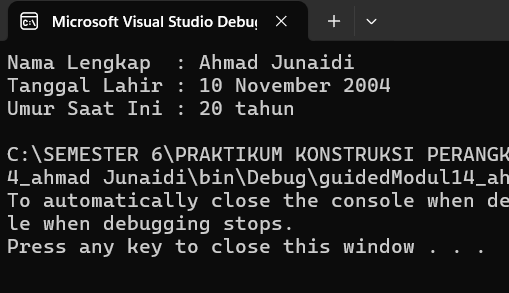 Microsoft Visual Studio Debug
Nama Lengkap  : Ahmad Junaidi
Tanggal Lahir : 10 November 2004
Umur Saat Ini : 20 tahun
C:\SEMESTER 6\PRAKTIKUM KONSTRUKSI PERANGK
4_ahmad Junaidi\bin\Debug\guidedModul14_ah
To automatically close the console when de
le when debugging stops.
Press any key to close this window . . .